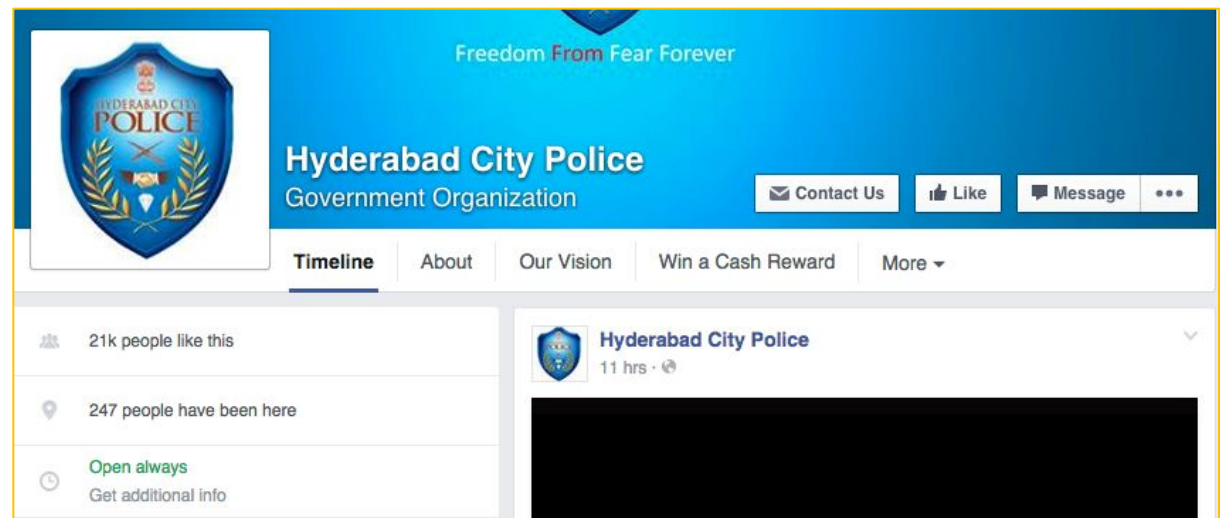 Freedom From Fear Forever
HYDERABAD CITY
POLICE
Hyderabad City Police
Government Organization
Contact Us
Like
Message
Timeline
About
Our Vision
Win a Cash Reward
More
21k people like this
247 people have been here
Open always
Get additional info
Hyderabad City Police
11 hrs ·